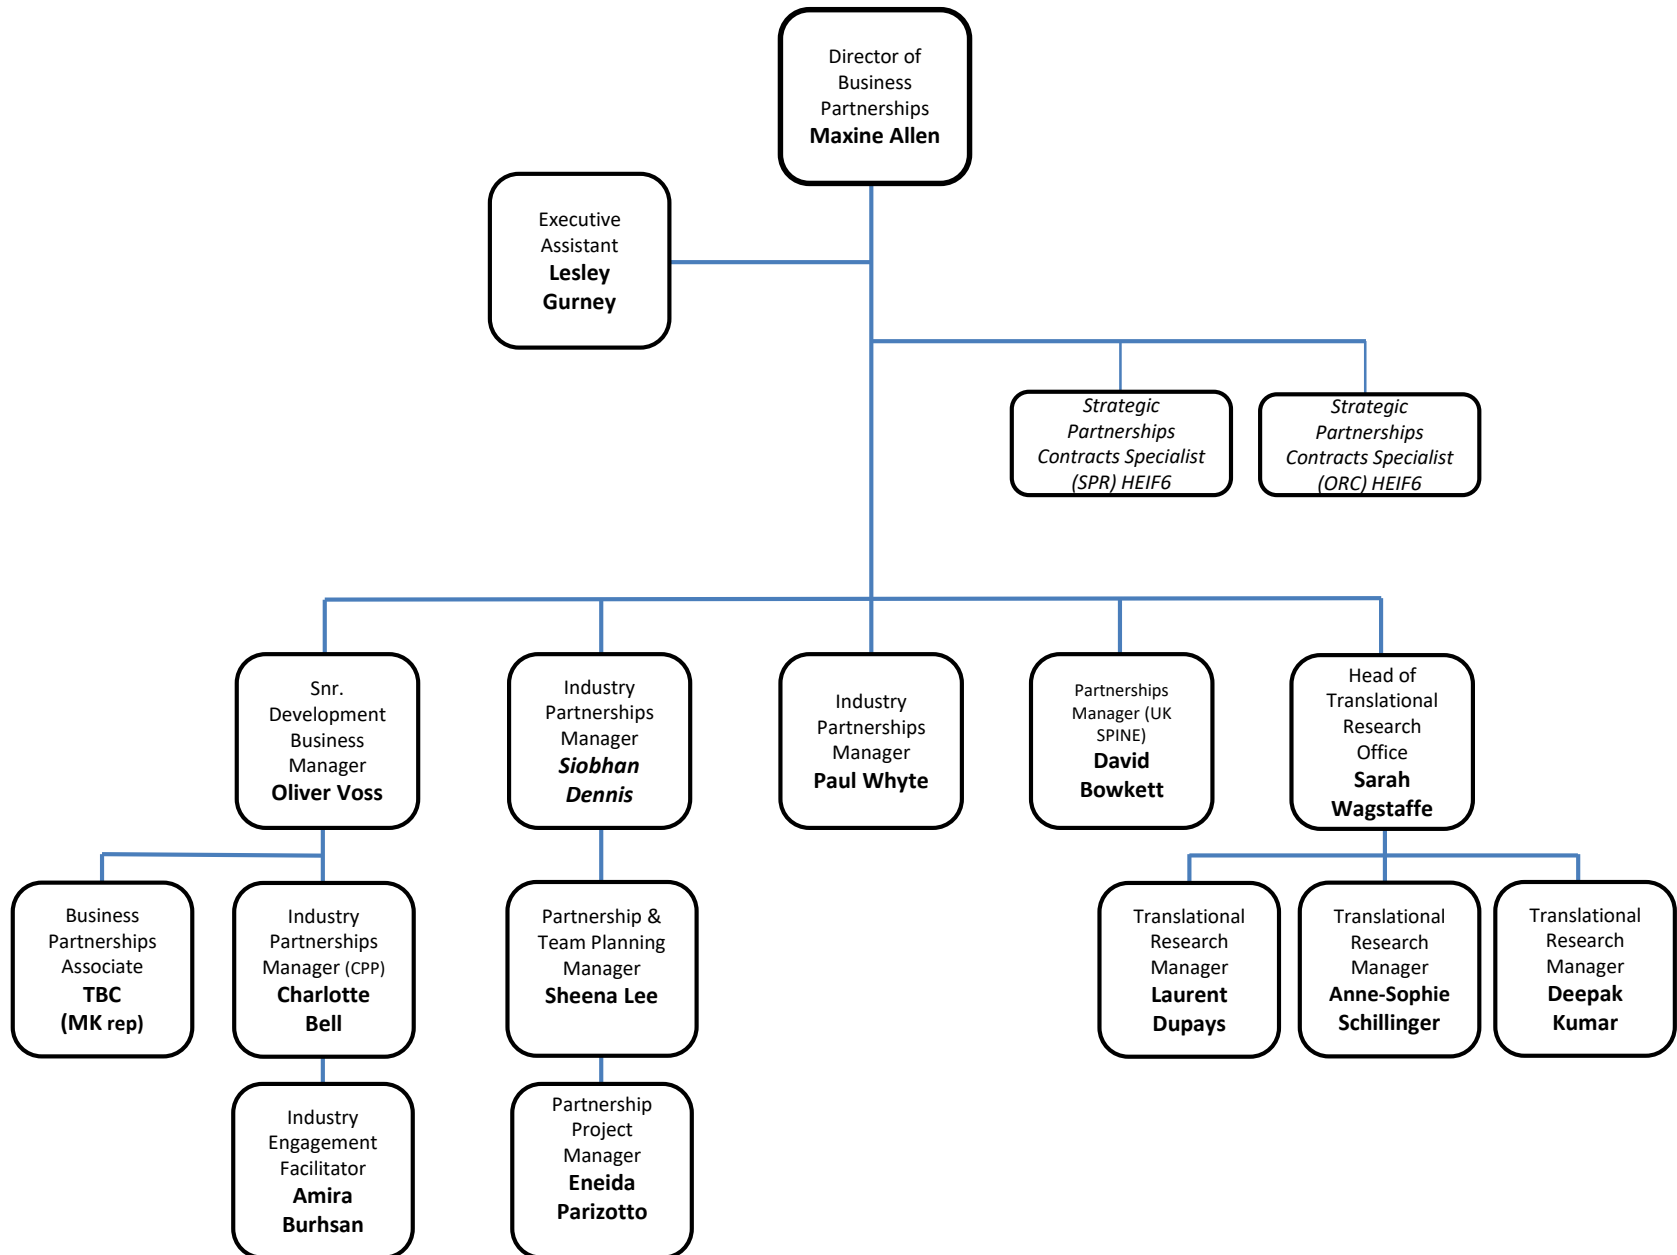 Director of
Business
Partnerships
Maxine Allen
Executive
Assistant
Lesley
Gurney
Strategic
Partnerships
Contracts Specialist
(SPR) HEIF6
Strategic
Partnerships
Contracts Specialist
(ORC) HEIF6
Snr.
Development
Business
Manager
Oliver Voss
Industry
Partnerships
Manager
Siobhan
Dennis
Industry
Partnerships
Manager
Paul Whyte
Partnerships
Manager (UK
SPINE)
David
Bowkett
Head of
Translational
Research
Office
Sarah
Wagstaffe
Business
Partnerships
Associate
TBC
(MK rep)
Industry
Partnerships
Manager (CPP)
Charlotte
Bell
Partnership &
Team Planning
Manager
Sheena Lee
Translational
Research
Manager
Laurent
Dupays
Translational
Research
Manager
Anne-Sophie
Schillinger
Translational
Research
Manager
Deepak
Kumar
Industry
Engagement
Facilitator
Amira
Burhsan
Partnership
Project
Manager
Eneida
Parizotto